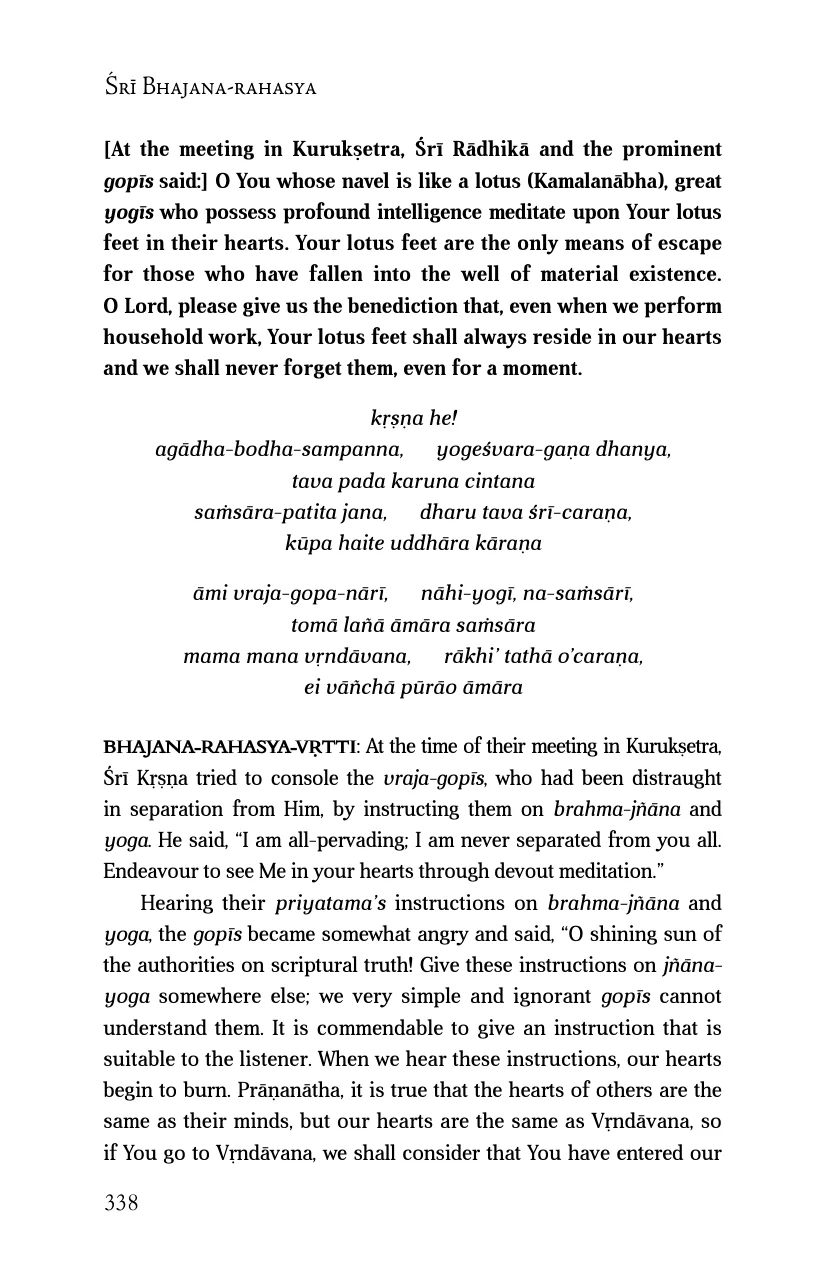 Śrī Bhajana-rahasya
[At the meeting in Kurukṣetra, Śrī Rādhikā and the prominent
gopīs said:] O You whose navel is like a lotus (Kamalanābha), great
yogīs who possess profound intelligence meditate upon Your lotus
feet in their hearts. Your lotus feet are the only means of escape
for those who have fallen into the well of material existence.
O Lord, please give us the benediction that, even when we perform
household work, Your lotus feet shall always reside in our hearts
and we shall never forget them, even for a moment.
kṛṣṇa he!
agādha-bodha-sampanna, yogeśvara-gaṇa dhanya,
tava pada karuna cintana
saṁsāra-patita jana, dharu tava śrī-caraṇa,
kūpa haite uddhāra kāraṇa
āmi vraja-gopa-nārī, nāhi-yogī, na-saṁsārī,
tomā lañā āmāra saṁsāra
mama mana vṛndāvana, rākhi’ tathā o’caraṇa,
ei vāñchā pūrāo āmāra
BHAJANA-RAHASYA-VṚTTI: At the time of their meeting in Kurukṣetra,
Śrī Kṛṣṇa tried to console the vraja-gopīs, who had been distraught
in separation from Him, by instructing them on brahma-jñāna and
yoga. He said, “I am all-pervading; I am never separated from you all.
Endeavour to see Me in your hearts through devout meditation.”
Hearing their priyatama’s instructions on brahma-jñāna and
yoga, the gopīs became somewhat angry and said, “O shining sun of
the authorities on scriptural truth! Give these instructions on jñāna-
yoga somewhere else; we very simple and ignorant gopīs cannot
understand them. It is commendable to give an instruction that is
suitable to the listener. When we hear these instructions, our hearts
begin to burn. Prāṇanātha, it is true that the hearts of others are the
same as their minds, but our hearts are the same as Vṛndāvana, so
if You go to Vṛndāvana, we shall consider that You have entered our
338